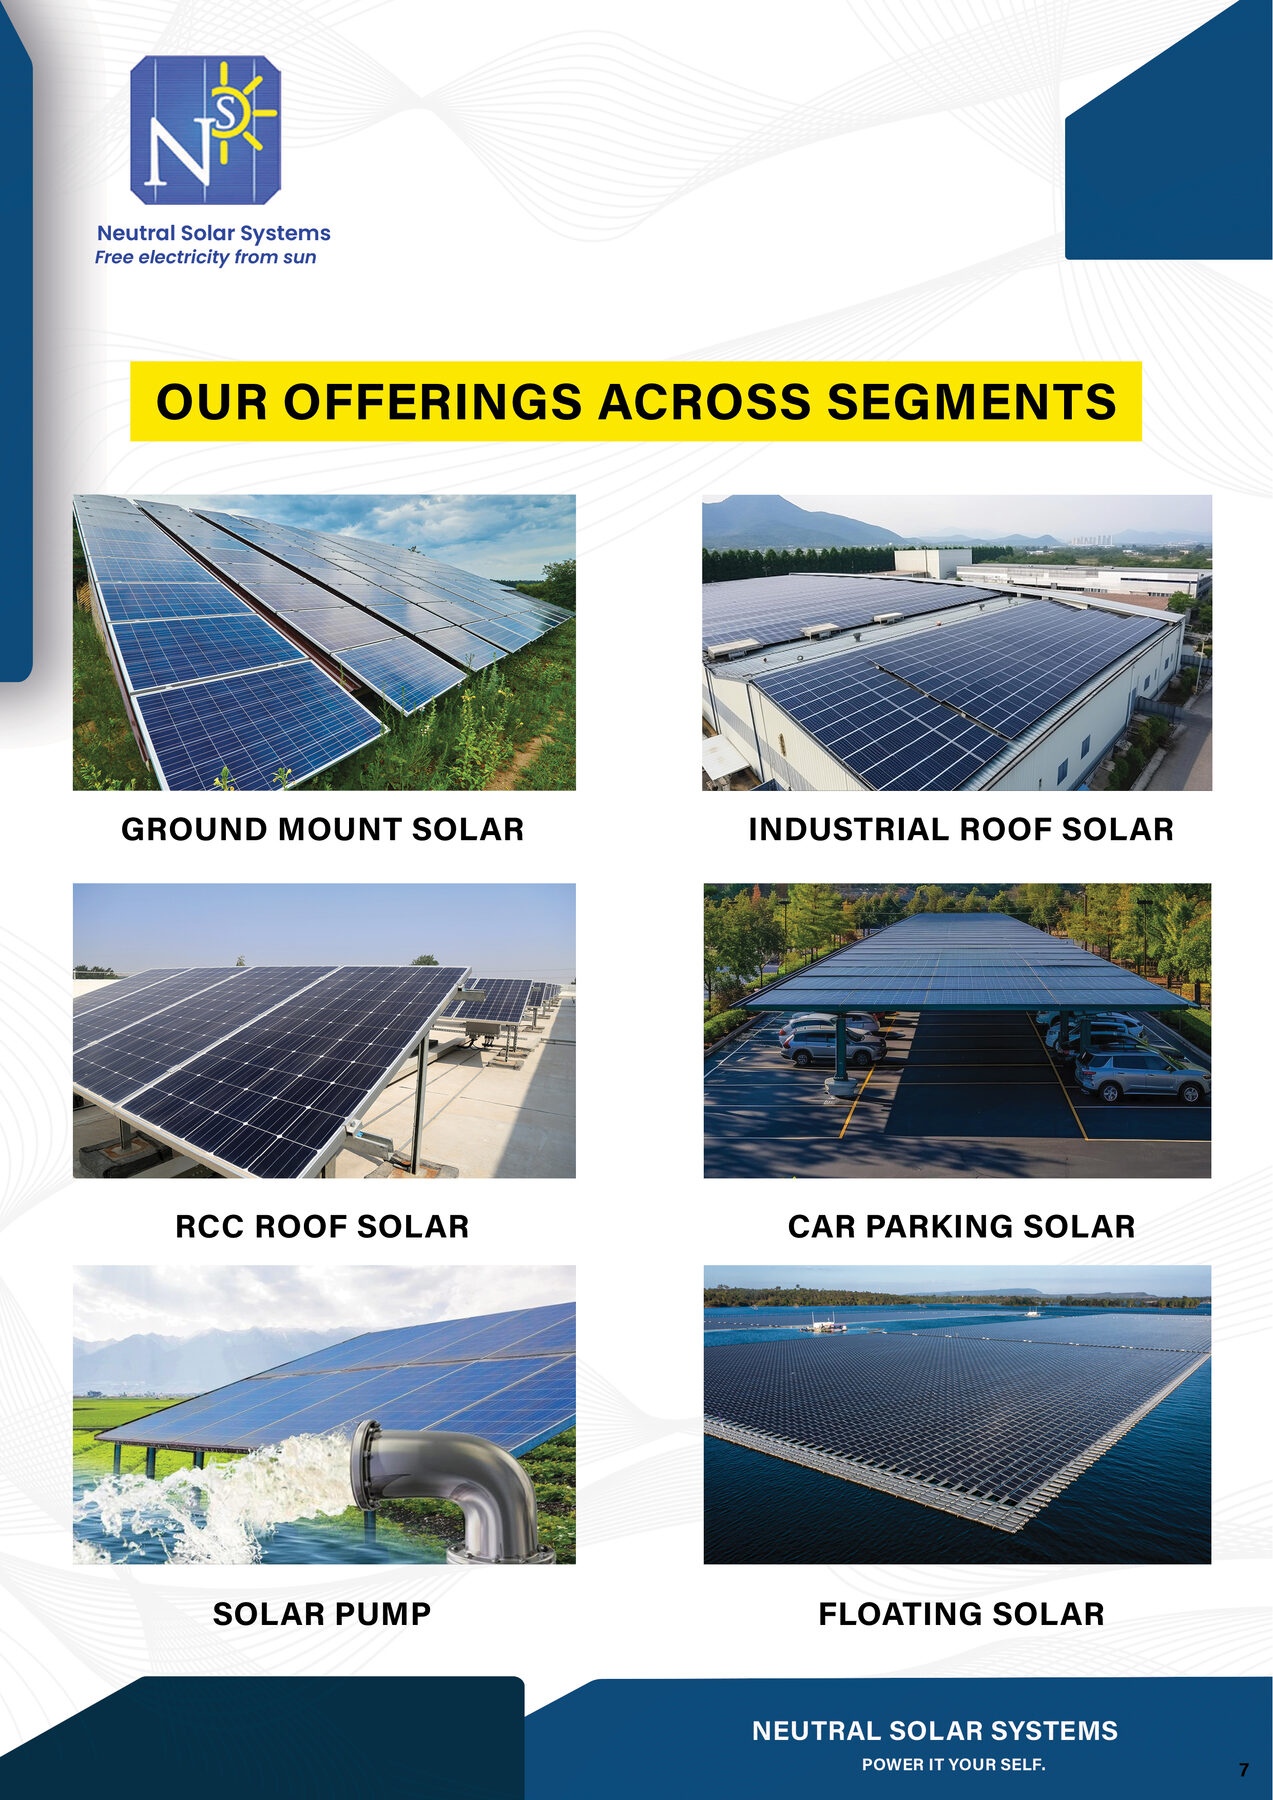 NS
Neutral Solar Systems
Free electricity from sun
OUR OFFERINGS ACROSS SEGMENTS
GROUND MOUNT SOLAR
INDUSTRIAL ROOF SOLAR
RCC ROOF SOLAR
CAR PARKING SOLAR
SOLAR PUMP
FLOATING SOLAR
NEUTRAL SOLAR SYSTEMS
POWER IT YOUR SELF.
7